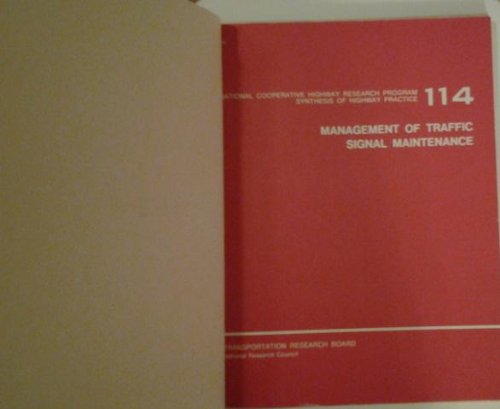 NATIONAL COOPERATIVE HIGHWAY RESEARCH PROGRAM
SYNTHESIS OF HIGHWAY PRACTICE 114
MANAGEMENT OF TRAFFIC
SIGNAL MAINTENANCE
TRANSPORTATION RESEARCH BOARD
National Research Council